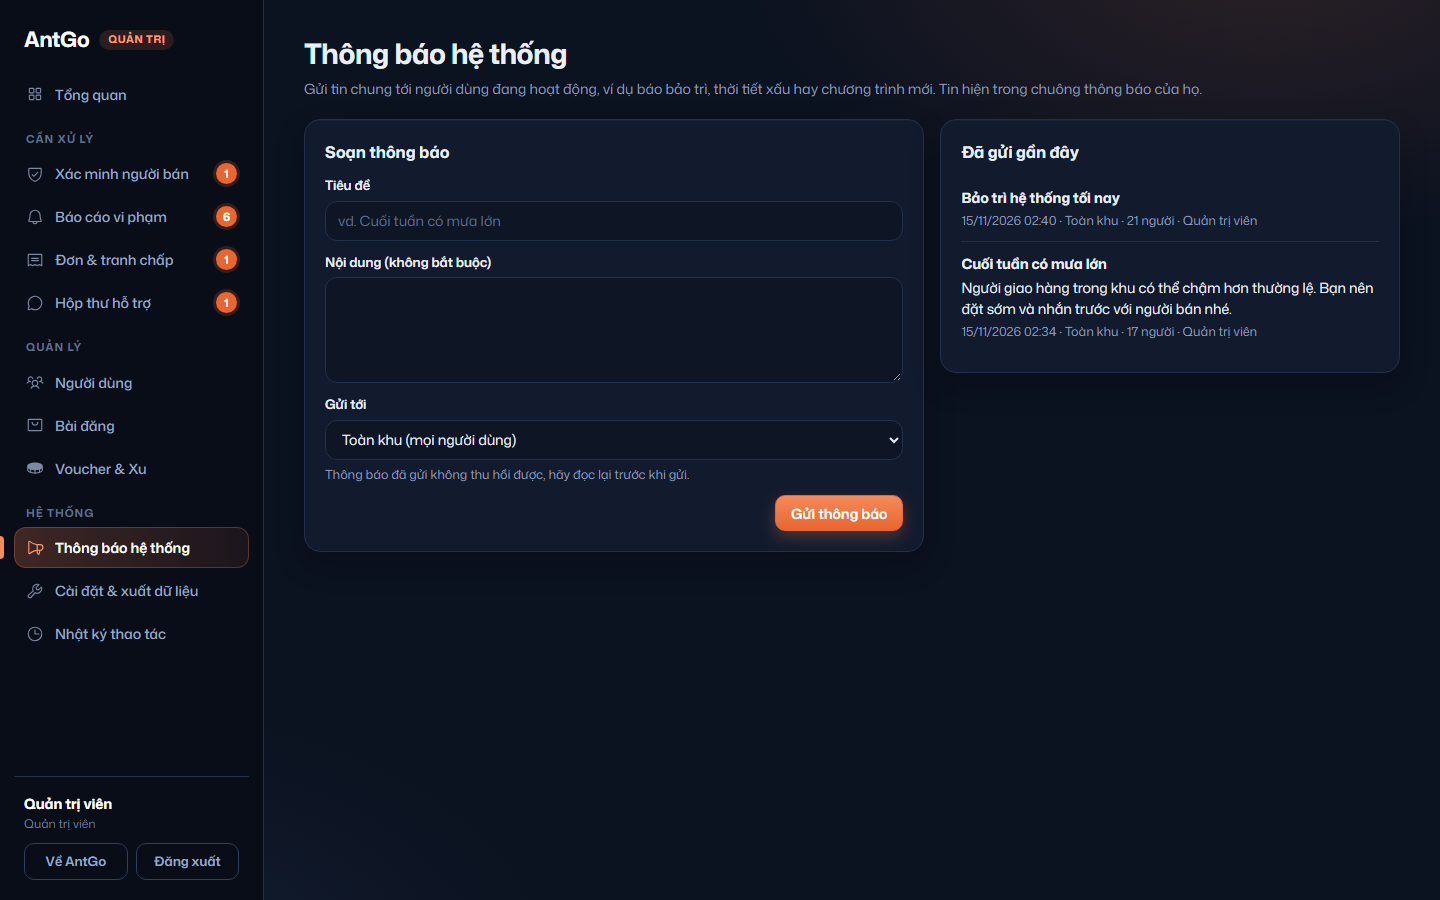 AntGo QUẢN TRỊ
Tổng quan
CẦN XỬ LÝ
Xác minh người bán 1
Báo cáo vi phạm 6
Đơn & tranh chấp 1
Hộp thư hỗ trợ 1
QUẢN LÝ
Người dùng
Bài đăng
Voucher & Xu
HỆ THỐNG
Thông báo hệ thống
Cài đặt & xuất dữ liệu
Nhật ký thao tác
Quản trị viên
Quản trị viên
Về AntGo
Đăng xuất
Thông báo hệ thống
Gửi tin chung tới người dùng đang hoạt động, ví dụ báo bảo trì, thời tiết xấu hay chương trình mới. Tin hiện trong chuông thông báo của họ.
Soạn thông báo
Tiêu đề
vd. Cuối tuần có mưa lớn
Nội dung (không bắt buộc)
Gửi tới
Toàn khu (mọi người dùng)
Thông báo đã gửi không thu hồi được, hãy đọc lại trước khi gửi.
Gửi thông báo
Đã gửi gần đây
Bảo trì hệ thống tối nay
15/11/2026 02:40 · Toàn khu · 21 người · Quản trị viên
Cuối tuần có mưa lớn
Người giao hàng trong khu có thể chậm hơn thường lệ. Bạn nên
đặt sớm và nhắn trước với người bán nhé.
15/11/2026 02:34 · Toàn khu · 17 người · Quản trị viên